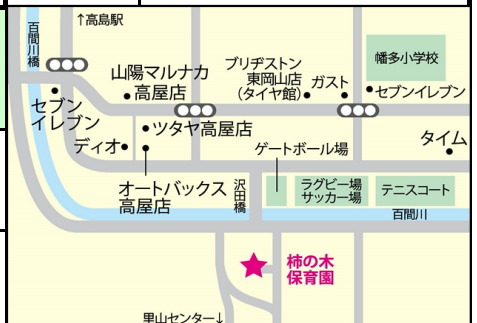 ↑高島駅
百間川橋
幡多小学校
山陽マルナカ
高屋店
ブリヂストン
東岡山店
(タイヤ館)
ガスト
セブンイレブン
セブン
イレブン
ツタヤ高屋店
ディオ
タイム
ゲートボール場
オートバックス
高屋店
沢田橋
ラグビー場
サッカー場
テニスコート
百間川
柿の木
保育園
里山センター↓